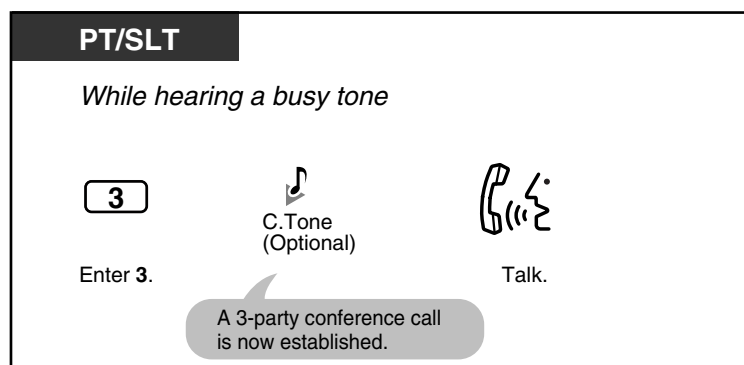 PT/SLT
While hearing a busy tone
3
C.Tone
(Optional)
Enter 3.
Talk.
A 3-party conference call
is now established.